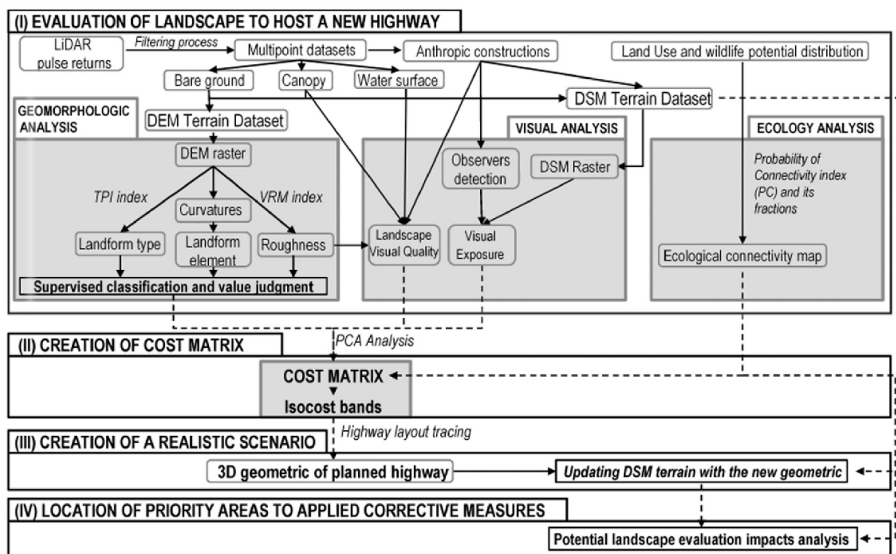 (I) EVALUATION OF LANDSCAPE TO HOST A NEW HIGHWAY
LiDAR
pulse returns
Filtering process
Multipoint datasets
Anthropic constructions
Land Use and wildlife potential distribution
Bare ground
Canopy
Water surface
DSM Terrain Dataset
GEOMORPHOLOGIC
ANALYSIS
DEM Terrain Dataset
VISUAL ANALYSIS
ECOLOGY ANALYSIS
DEM raster
Observers
detection
DSM Raster
Probability of
Connectivity index
(PC) and its
fractions
TPI index
VRM index
Curvatures
Landform type
Landform
element
Roughness
Landscape
Visual Quality
Visual
Exposure
Ecological connectivity map
Supervised classification and value judgment
PCA Analysis
(II) CREATION OF COST MATRIX
COST MATRIX
Isocost bands
Highway layout tracing
(III) CREATION OF A REALISTIC SCENARIO
3D geometric of planned highway
Updating DSM terrain with the new geometric
(IV) LOCATION OF PRIORITY AREAS TO APPLIED CORRECTIVE MEASURES
Potential landscape evaluation impacts analysis